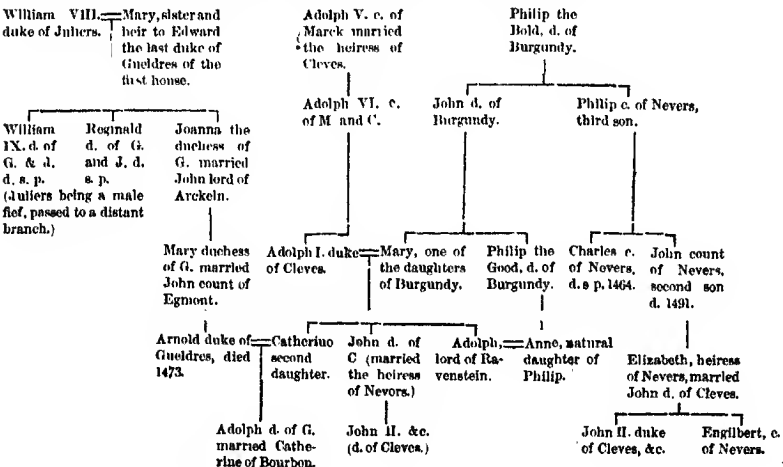 William VIII.
duke of Juliers.
Mary, sister and
heir to Edward
the last duke of
Gueldres of the
first house.
Adolph V. c. of
Marck married
the heiress of
Cleves.
Philip the
Bold, d. of
Burgundy.
Adolph VI. c.
of M and C.
John d. of
Burgundy.
Philip c. of Nevers,
third son.
William
IX. d. of
G. & d.
d. s. p.
(Juliers being a male
fief, passed to a distant
branch.)
Reginald
d. of G.
and J. d.
s. p.
Joanna the
duchess of
G. married
John lord of
Arckeln.
Mary duchess
of G. married
John count of
Egmont.
Adolph I. duke
of Cleves.
Mary, one of
the daughters
of Burgundy.
Philip the
Good, d. of
Burgundy.
Charles c.
of Nevers,
d. s p. 1464.
John count
of Nevers,
second son
d. 1491.
Arnold duke of
Gueldres, died
1473.
Catherine
second
daughter.
John d. of
C (married
the heiress
of Nevers.)
Adolph,
lord of Ra-
venstein.
Anne, natural
daughter of
Philip.
Elizabeth, heiress
of Nevers, married
John d. of Cleves.
Adolph d. of G.
married Cathe-
rine of Bourbon.
John II. &c.
(d. of Cleves.)
John II. duke
of Cleves, &c.
Engilbert, c.
of Nevers.